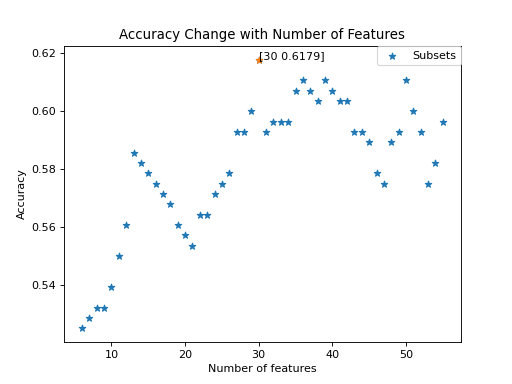 Accuracy Change with Number of Features
[30 0.6179]
Subsets
0.62
0.60
0.58
0.56
0.54
Accuracy
10 20 30 40 50
Number of features